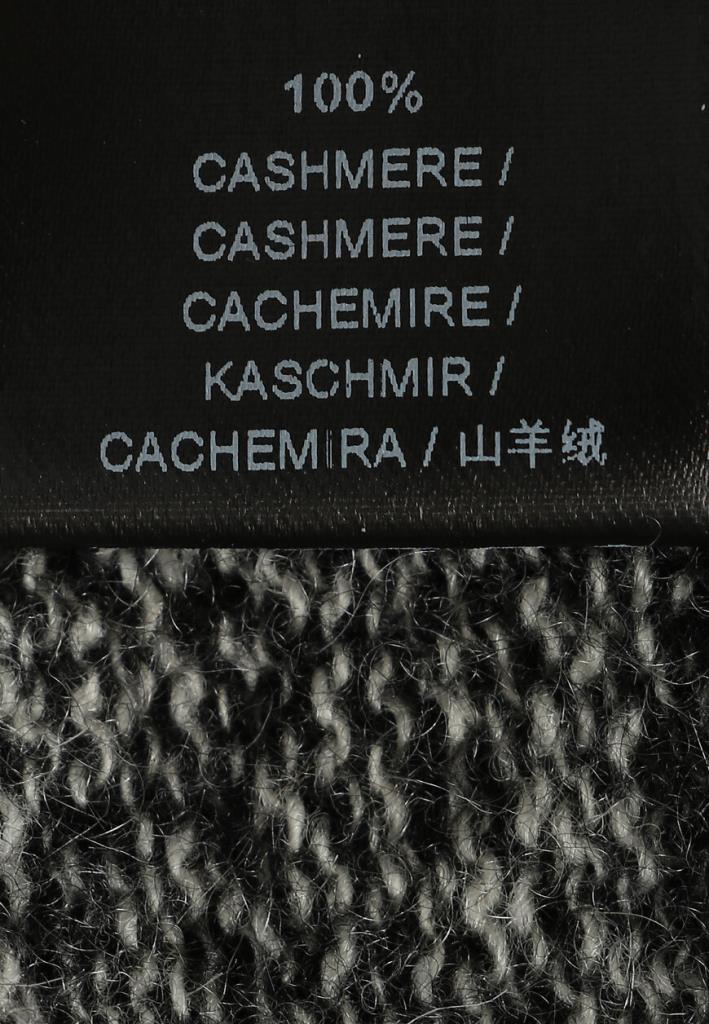 100%
CASHMERE /
CASHMERE /
CACHEMIRE /
KASCHMIR /
CACHEMIRA / 山羊绒